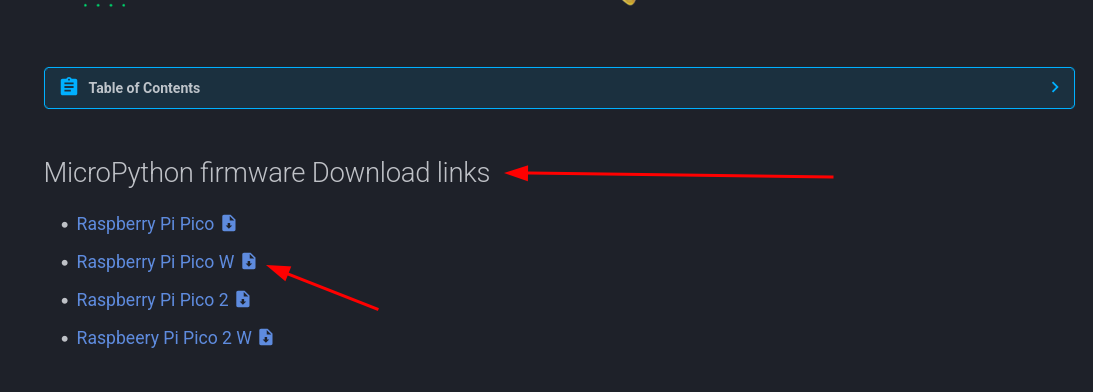 Table of Contents
MicroPython firmware Download links
Raspberry Pi Pico
Raspberry Pi Pico W
Raspberry Pi Pico 2
Raspbeery Pi Pico 2 W